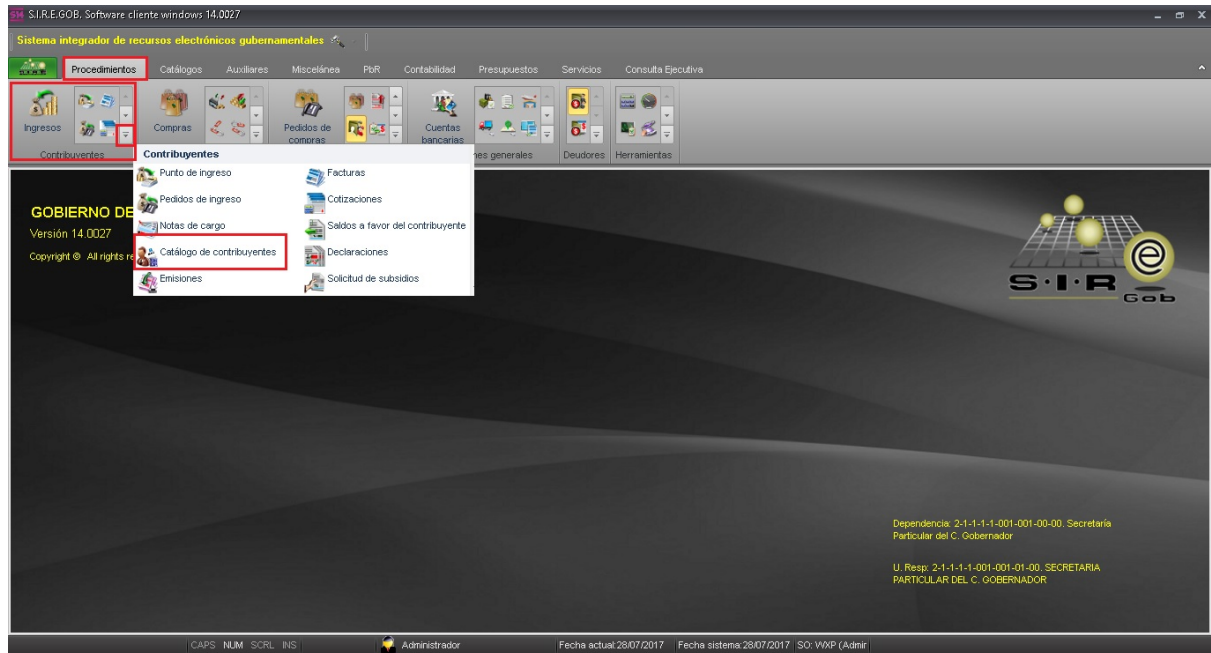 S.I.R.E.GOB. Software cliente windows 14.0027
Sistema integrador de recursos electrónicos gubernamentales
Procedimientos Catálogos Auxiliares Miscelánea PbR Contabilidad Presupuestos Servicios Consulta Ejecutiva
Ingresos Compras Pedidos de compras Cuentas bancarias
Contribuyentes nes generales Deudores Herramientas
Contribuyentes
Punto de ingreso Facturas
Pedidos de ingreso Cotizaciones
Notas de cargo Saldos a favor del contribuyente
Catálogo de contribuyentes Declaraciones
Emisiones Solicitud de subsidios
GOBIERNO DE
Versión 14.0027
Copyright © All rights re
S·I·R e
Gob
Dependencia: 2-1-1-1-1-001-001-00-00. Secretaría
Particular del C. Gobernador
U. Resp: 2-1-1-1-1-001-001-01-00. SECRETARIA
PARTICULAR DEL C. GOBERNADOR
CAPS NUM SCRL INS Administrador Fecha actual:28/07/2017 Fecha sistema:28/07/2017 SO: WXP (Admir